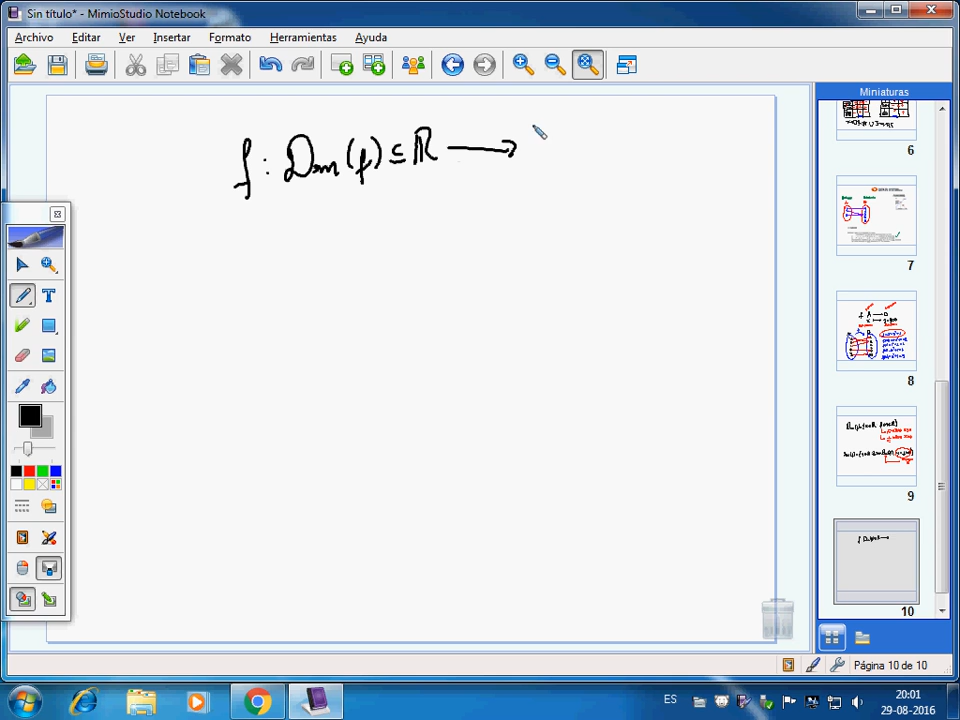 Sin título* - MimioStudio Notebook
Archivo Editar Ver Insertar Formato Herramientas Ayuda
Miniaturas
f : Dom(f) ⊆ ℝ ⟶
6
7
8
9
10
Página 10 de 10
ES
20:01
29-08-2016